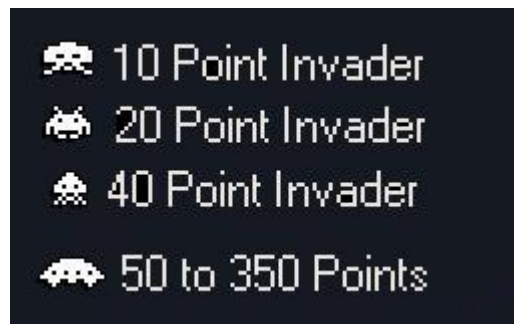 10 Point Invader
20 Point Invader
40 Point Invader
50 to 350 Points